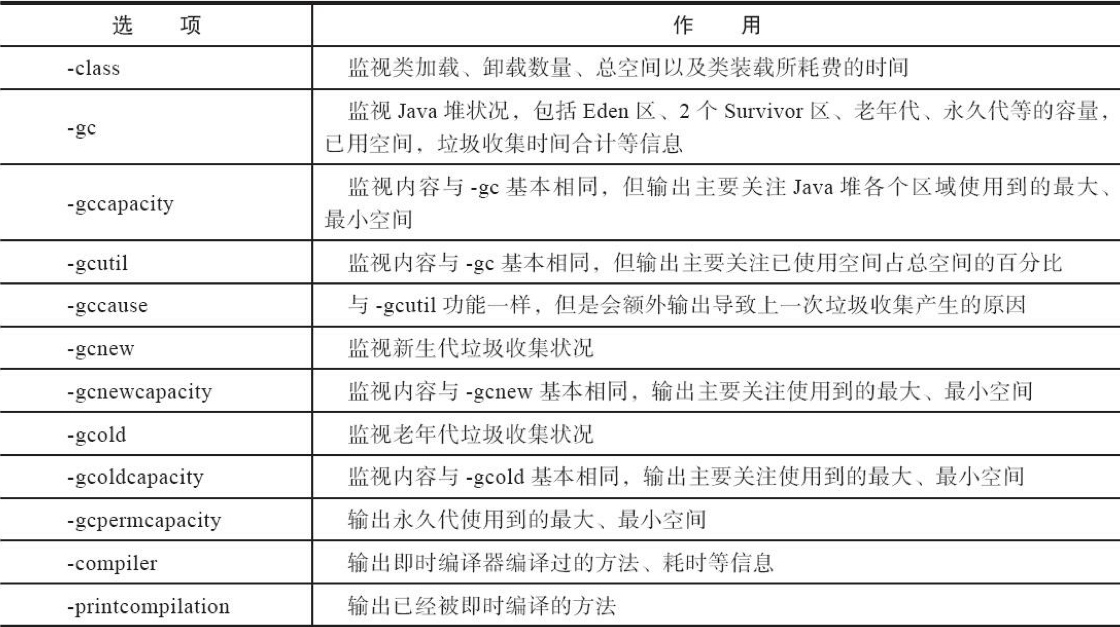 选 项 作 用
-class 监视类加载、卸载数量、总空间以及类装载所耗费的时间
-gc 监视 Java 堆状况，包括 Eden 区、2 个 Survivor 区、老年代、永久代等的容量，
已用空间，垃圾收集时间合计等信息
-gccapacity 监视内容与 -gc 基本相同，但输出主要关注 Java 堆各个区域使用到的最大、
最小空间
-gcutil 监视内容与 -gc 基本相同，但输出主要关注已使用空间占总空间的百分比
-gccause 与 -gcutil 功能一样，但是会额外输出导致上一次垃圾收集产生的原因
-gcnew 监视新生代垃圾收集状况
-gcnewcapacity 监视内容与 -gcnew 基本相同，输出主要关注使用到的最大、最小空间
-gcold 监视老年代垃圾收集状况
-gcoldcapacity 监视内容与 -gcold 基本相同，输出主要关注使用到的最大、最小空间
-gcpermcapacity 输出永久代使用到的最大、最小空间
-compiler 输出即时编译器编译过的方法、耗时等信息
-printcompilation 输出已经被即时编译的方法